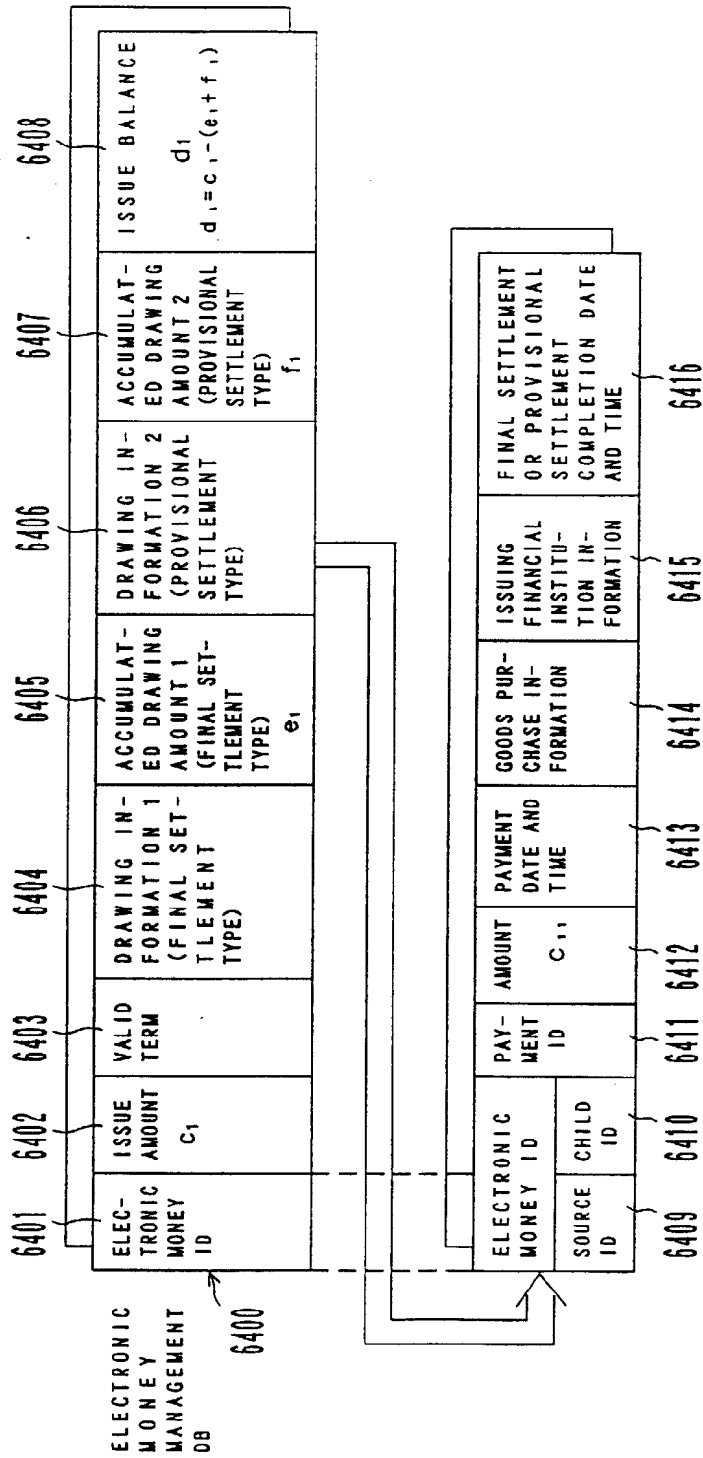 ELECTRONIC
MONEY
MANAGEMENT
DB
6400
6401
6402
6403
6404
6405
6406
6407
6408
ELEC-
TRONIC
MONEY
ID
ISSUE
AMOUNT
c₁
VALID
TERM
DRAWING IN-
FORMATION 1
(FINAL SET-
TLEMENT
TYPE)
ACCUMULAT-
ED DRAWING
AMOUNT 1
(FINAL SET-
TLEMENT
TYPE)
e₁
DRAWING IN-
FORMATION 2
(PROVISIONAL
SETTLEMENT
TYPE)
ACCUMULAT-
ED DRAWING
AMOUNT 2
(PROVISIONAL
SETTLEMENT
TYPE)
f₁
ISSUE BALANCE
d₁
d₁=c₁-(e₁+f₁)
ELECTRONIC
MONEY ID
SOURCE
ID
CHILD
ID
PAY-
MENT
ID
AMOUNT
c₁₁
PAYMENT
DATE AND
TIME
GOODS PUR-
CHASE IN-
FORMATION
ISSUING
FINANCIAL
INSTITU-
TION IN-
FORMATION
FINAL SETTLEMENT
OR PROVISIONAL
SETTLEMENT
COMPLETION DATE
AND TIME
6409
6410
6411
6412
6413
6414
6415
6416